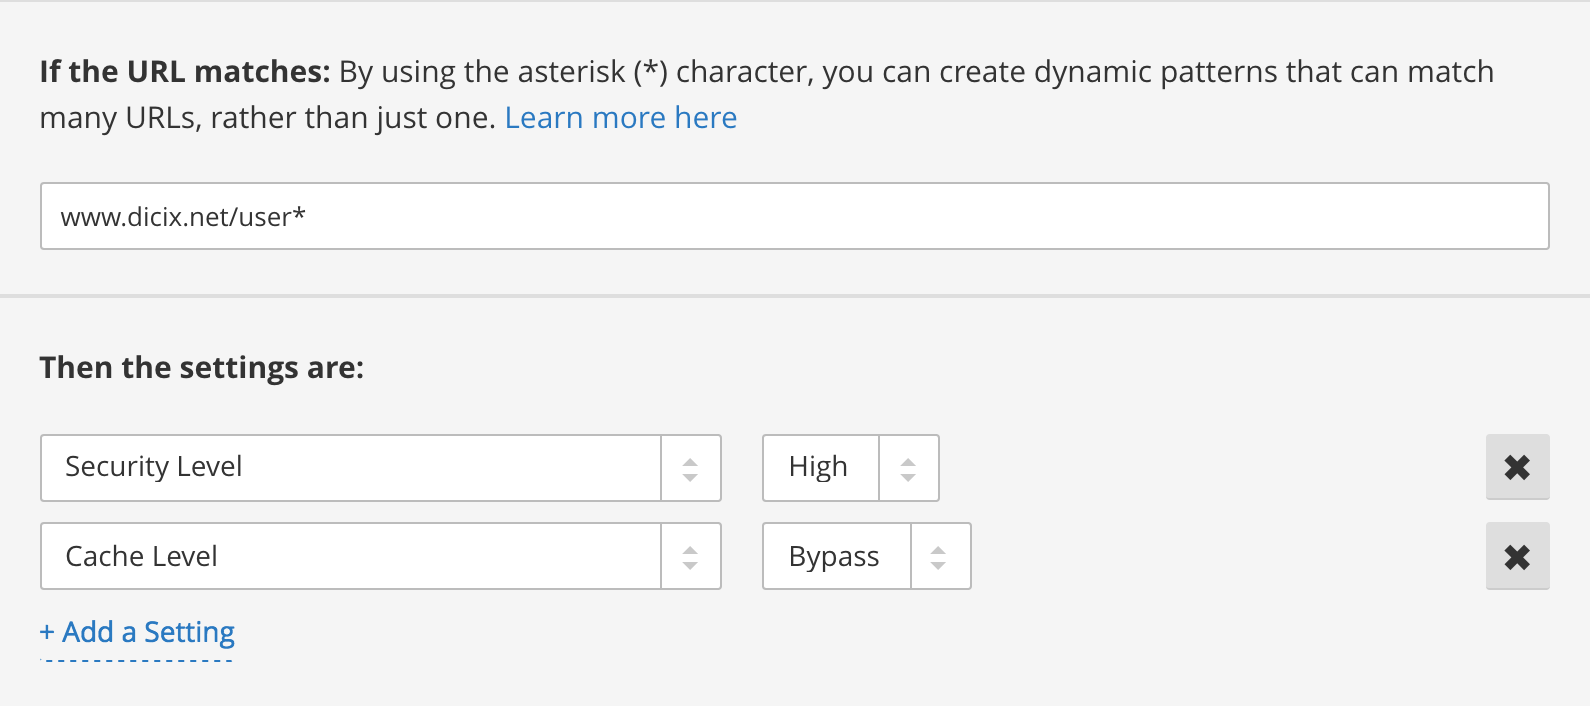 If the URL matches: By using the asterisk (*) character, you can create dynamic patterns that can match
many URLs, rather than just one. Learn more here
www.dicix.net/user*
Then the settings are:
Security Level High
Cache Level Bypass
+ Add a Setting